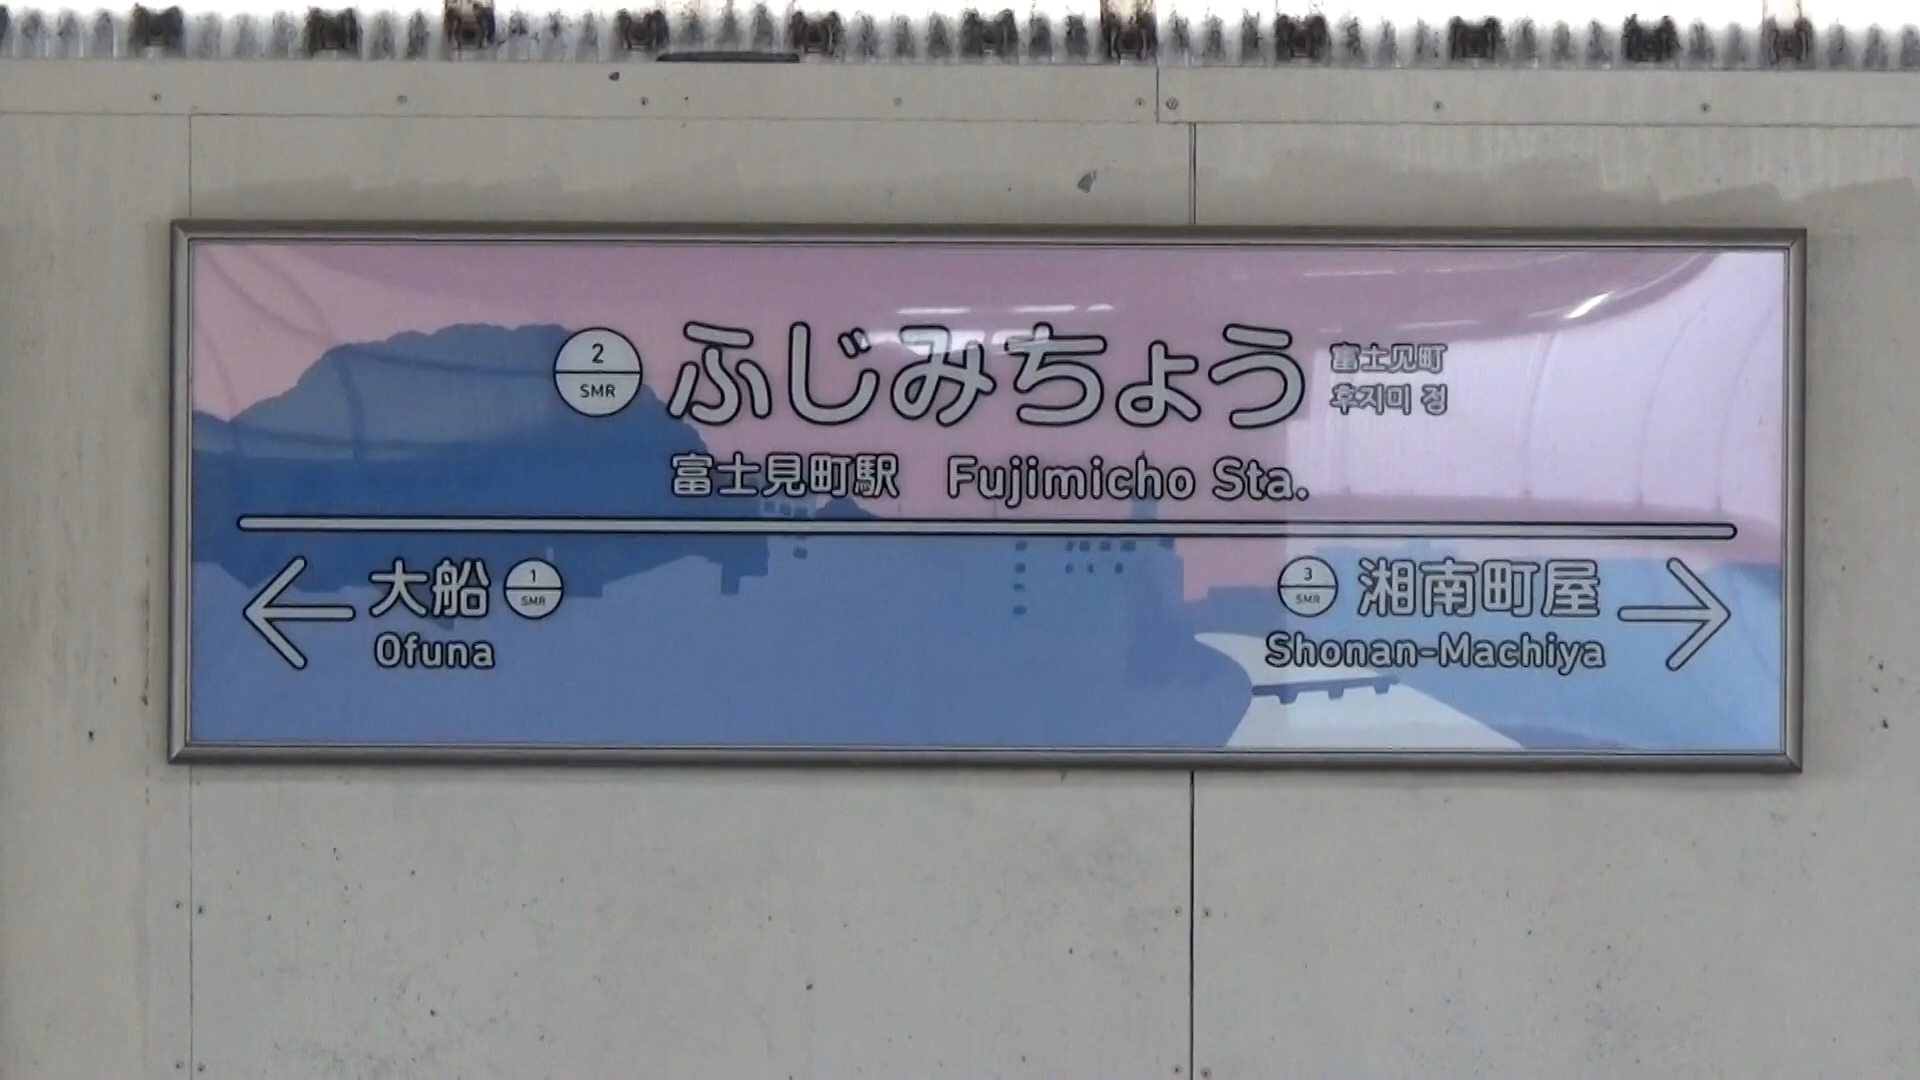 2
SMR
ふじみちょう
富士见町
후지미 정
富士見町駅 Fujimicho Sta.
大船
1
SMR
Ofuna
3
SMR
湘南町屋
Shonan-Machiya